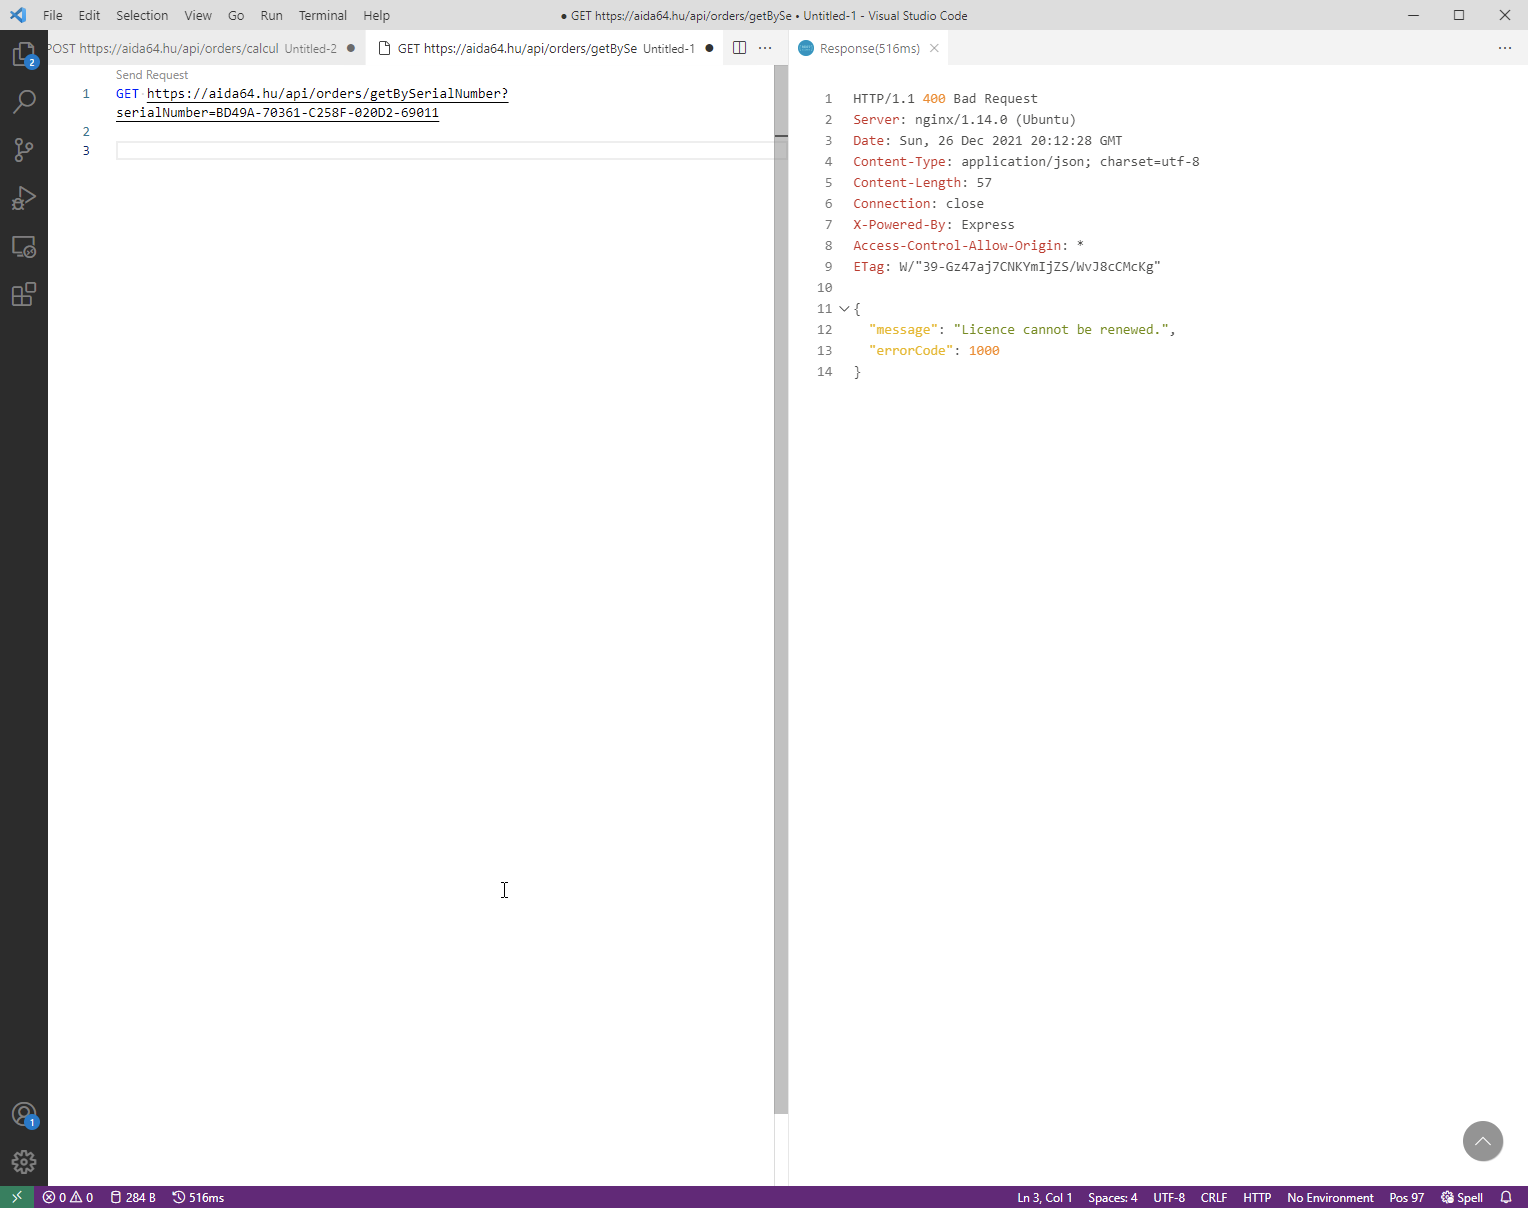 File Edit Selection View Go Run Terminal Help
● GET https://aida64.hu/api/orders/getBySe • Untitled-1 - Visual Studio Code
POST https://aida64.hu/api/orders/calcul Untitled-2 ●
GET https://aida64.hu/api/orders/getBySe Untitled-1 ●
Response(516ms)
2
Send Request
1 GET https://aida64.hu/api/orders/getBySerialNumber?
serialNumber=BD49A-70361-C258F-020D2-69011
2
3
1 HTTP/1.1 400 Bad Request
2 Server: nginx/1.14.0 (Ubuntu)
3 Date: Sun, 26 Dec 2021 20:12:28 GMT
4 Content-Type: application/json; charset=utf-8
5 Content-Length: 57
6 Connection: close
7 X-Powered-By: Express
8 Access-Control-Allow-Origin: *
9 ETag: W/"39-Gz47aj7CNKYmIjZS/WvJ8cCMcKg"
10
11 {
12 "message": "Licence cannot be renewed.",
13 "errorCode": 1000
14 }
1
0 0 284 B 516ms
Ln 3, Col 1 Spaces: 4 UTF-8 CRLF HTTP No Environment Pos 97 Spell